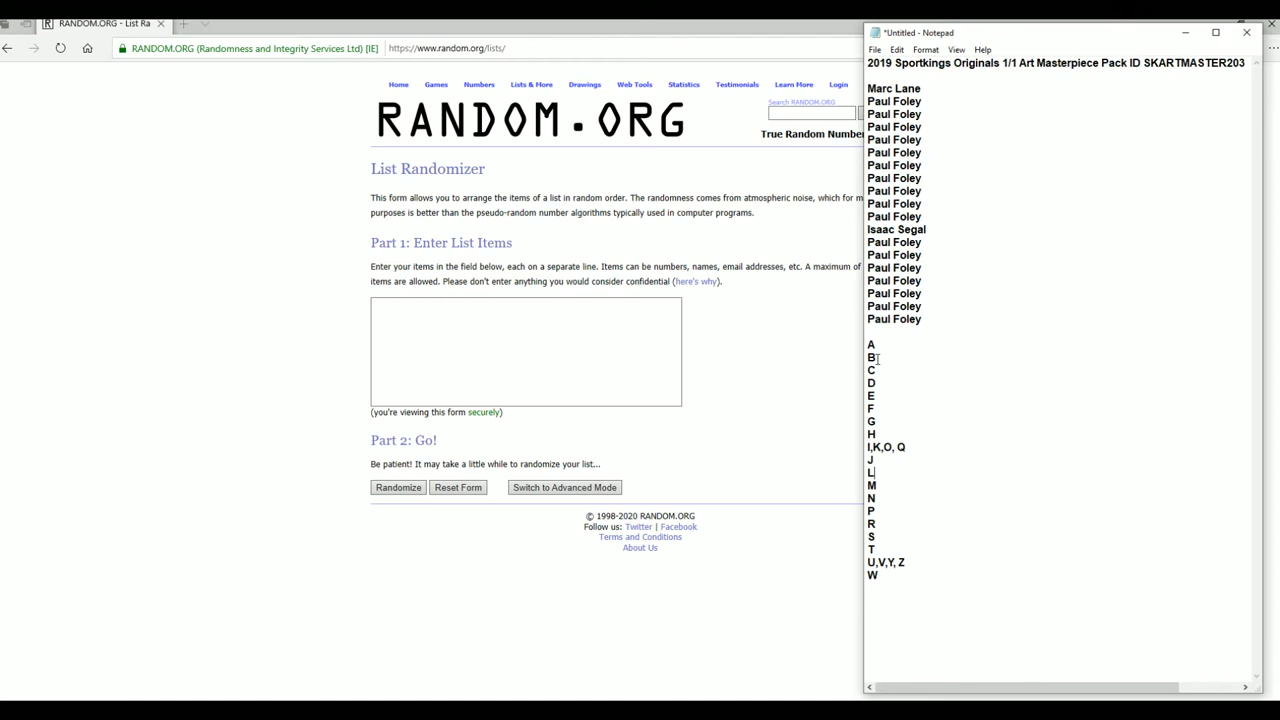 RANDOM.ORG - List Ra
RANDOM.ORG (Randomness and Integrity Services Ltd) [IE]
https://www.random.org/lists/
Home Games Numbers Lists & More Drawings Web Tools Statistics Testimonials Learn More Login
RANDOM.ORG
Search RANDOM.ORG
True Random Number
List Randomizer
This form allows you to arrange the items of a list in random order. The randomness comes from atmospheric noise, which for m
purposes is better than the pseudo-random number algorithms typically used in computer programs.
Part 1: Enter List Items
Enter your items in the field below, each on a separate line. Items can be numbers, names, email addresses, etc. A maximum of
items are allowed. Please don't enter anything you would consider confidential (here's why).
(you're viewing this form securely)
Part 2: Go!
Be patient! It may take a little while to randomize your list...
Randomize Reset Form Switch to Advanced Mode
© 1998-2020 RANDOM.ORG
Follow us: Twitter | Facebook
Terms and Conditions
About Us
*Untitled - Notepad
File Edit Format View Help
2019 Sportkings Originals 1/1 Art Masterpiece Pack ID SKARTMASTER203
Marc Lane
Paul Foley
Paul Foley
Paul Foley
Paul Foley
Paul Foley
Paul Foley
Paul Foley
Paul Foley
Paul Foley
Paul Foley
Isaac Segal
Paul Foley
Paul Foley
Paul Foley
Paul Foley
Paul Foley
Paul Foley
Paul Foley
A
B
C
D
E
F
G
H
I,K,O, Q
J
L
M
N
P
R
S
T
U,V,Y, Z
W